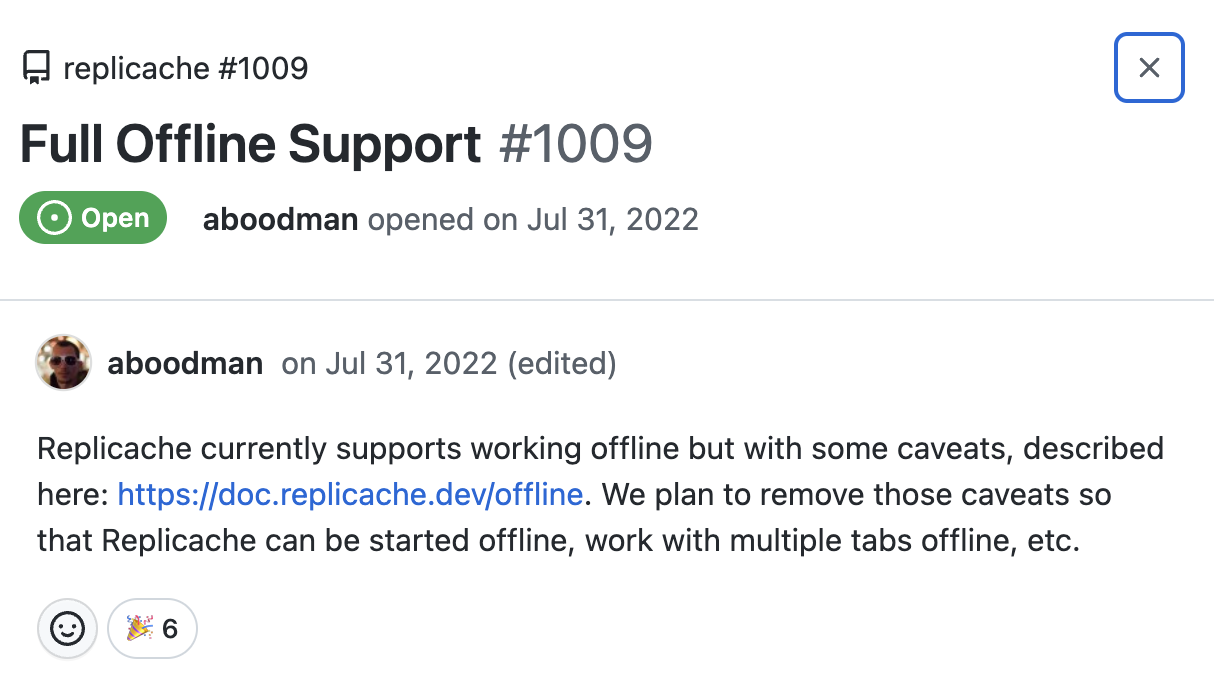 replicache #1009
Full Offline Support #1009
Open aboodman opened on Jul 31, 2022
aboodman on Jul 31, 2022 (edited)
Replicache currently supports working offline but with some caveats, described
here: https://doc.replicache.dev/offline. We plan to remove those caveats so
that Replicache can be started offline, work with multiple tabs offline, etc.
🎉 6